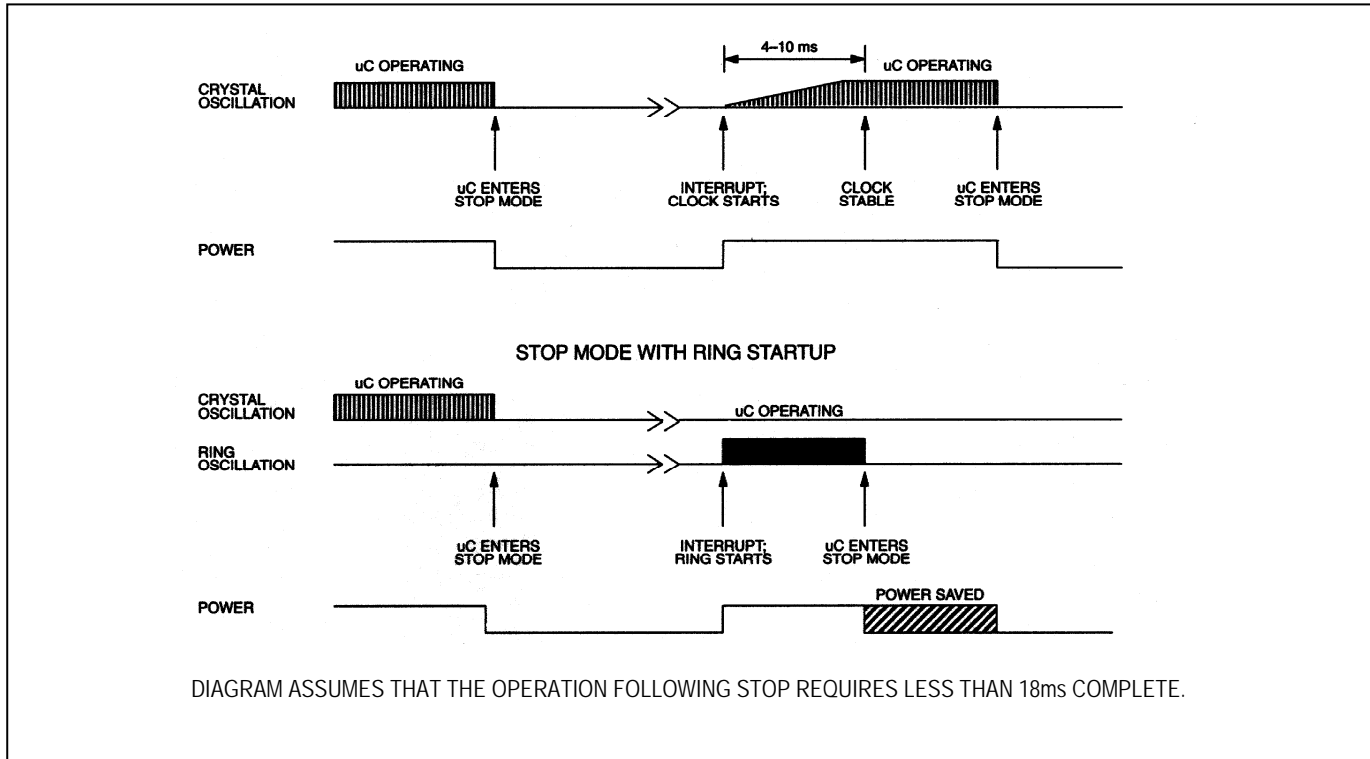 4–10 ms
uC OPERATING
uC OPERATING
CRYSTAL
OSCILLATION
uC ENTERS
STOP MODE
INTERRUPT;
CLOCK STARTS
CLOCK
STABLE
uC ENTERS
STOP MODE
POWER
STOP MODE WITH RING STARTUP
uC OPERATING
CRYSTAL
OSCILLATION
uC OPERATING
RING
OSCILLATION
uC ENTERS
STOP MODE
INTERRUPT;
RING STARTS
uC ENTERS
STOP MODE
POWER
POWER SAVED
DIAGRAM ASSUMES THAT THE OPERATION FOLLOWING STOP REQUIRES LESS THAN 18ms COMPLETE.